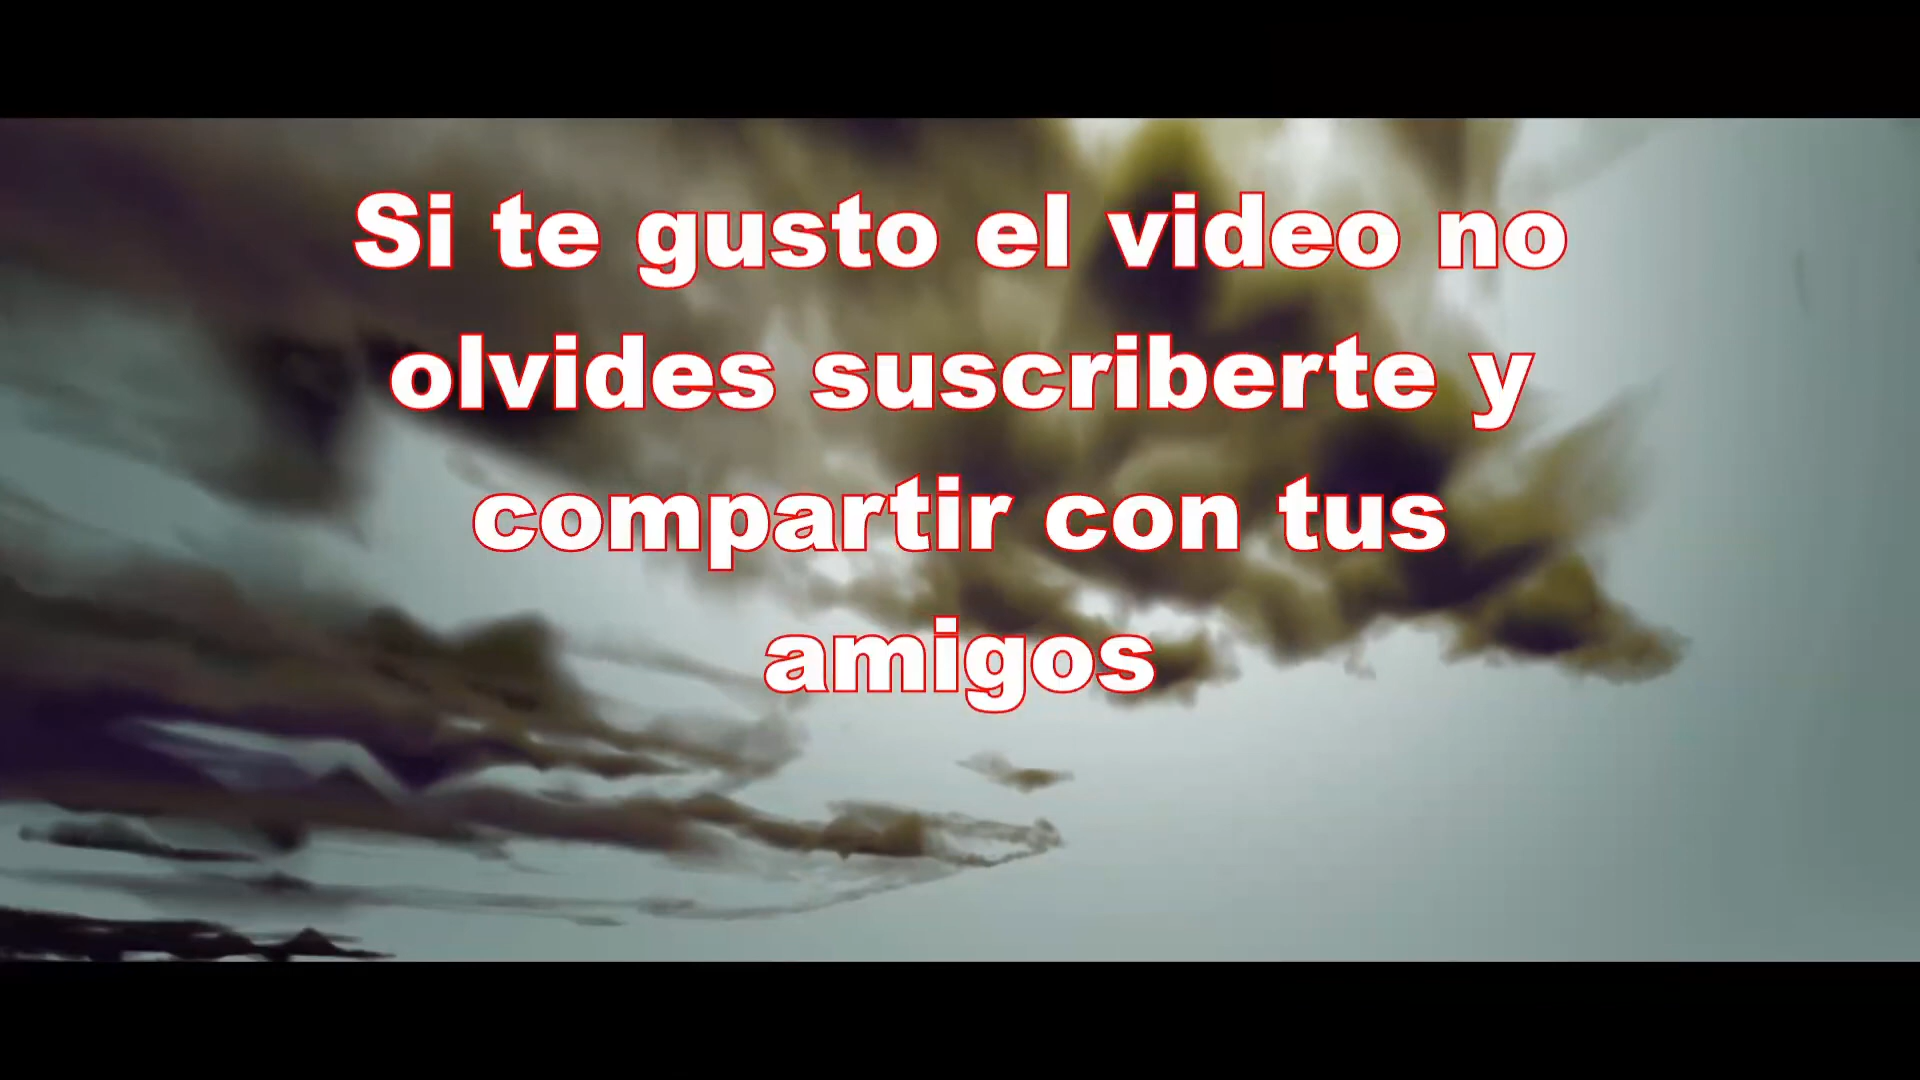 Si te gusto el video no
olvides suscriberte y
compartir con tus
amigos